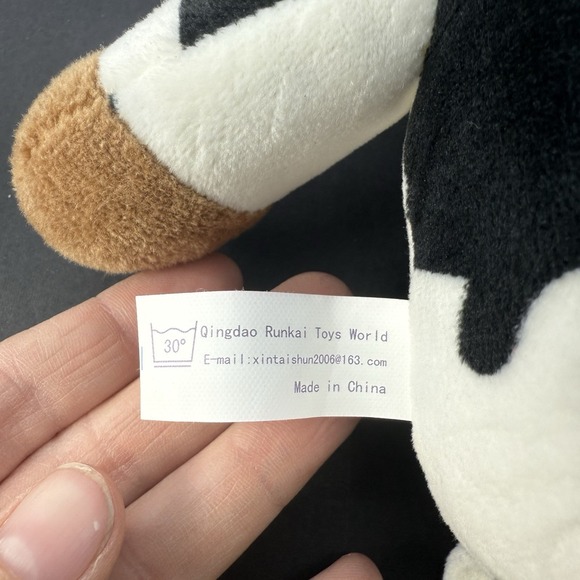 30°
Qingdao Runkai Toys World
E-mail:xintaishun2006@163.com
Made in China